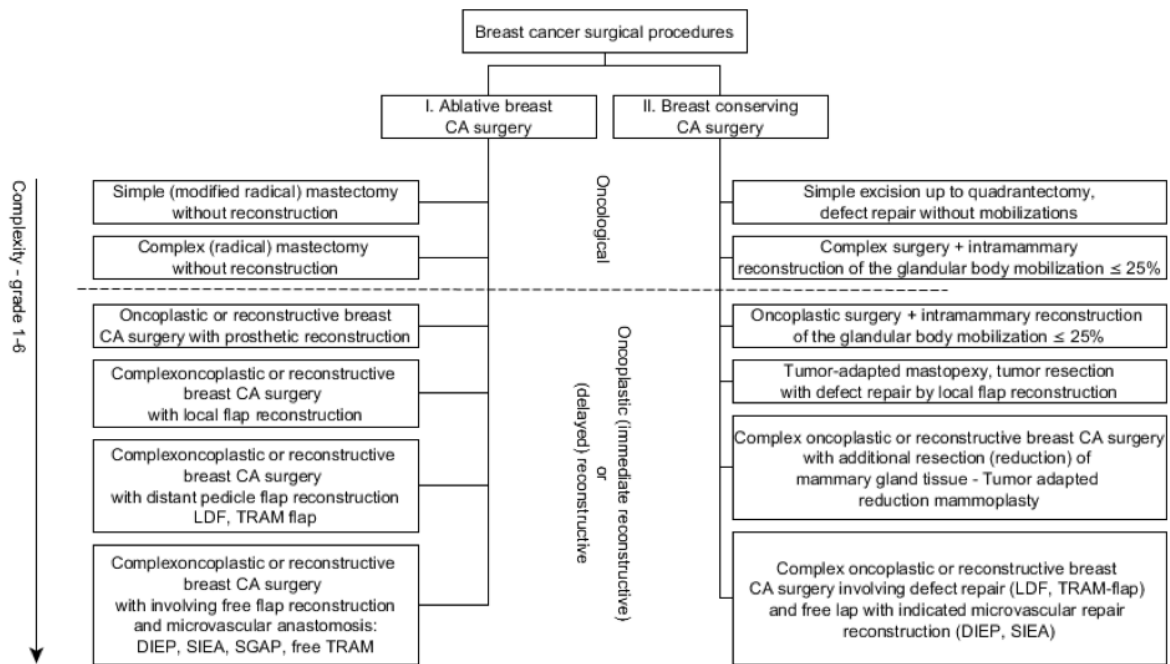 Breast cancer surgical procedures
I. Ablative breast
CA surgery
II. Breast conserving
CA surgery
Complexity - grade 1-6
Simple (modified radical) mastectomy
without reconstruction
Complex (radical) mastectomy
without reconstruction
Oncoplastic or reconstructive breast
CA surgery with prosthetic reconstruction
Complexoncoplastic or reconstructive
breast CA surgery
with local flap reconstruction
Complexoncoplastic or reconstructive
breast CA surgery
with distant pedicle flap reconstruction
LDF, TRAM flap
Complexoncoplastic or reconstructive
breast CA surgery
with involving free flap reconstruction
and microvascular anastomosis:
DIEP, SIEA, SGAP, free TRAM
Oncological
Oncoplastic (immediate reconstructive)
or
(delayed) reconstructive
Simple excision up to quadrantectomy,
defect repair without mobilizations
Complex surgery + intramammary
reconstruction of the glandular body mobilization ≤ 25%
Oncoplastic surgery + intramammary reconstruction
of the glandular body mobilization ≤ 25%
Tumor-adapted mastopexy, tumor resection
with defect repair by local flap reconstruction
Complex oncoplastic or reconstructive breast CA surgery
with additional resection (reduction) of
mammary gland tissue - Tumor adapted
reduction mammoplasty
Complex oncoplastic or reconstructive breast
CA surgery involving defect repair (LDF, TRAM-flap)
and free lap with indicated microvascular repair
reconstruction (DIEP, SIEA)